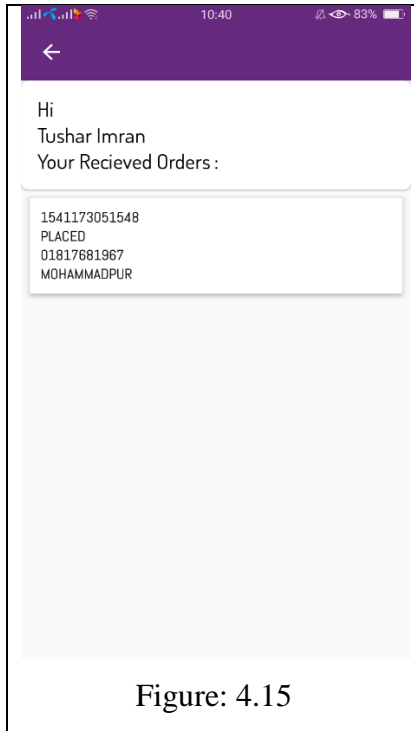 10:40 83%
Hi
Tushar Imran
Your Recieved Orders :
1541173051548
PLACED
01817681967
MOHAMMADPUR
Figure: 4.15